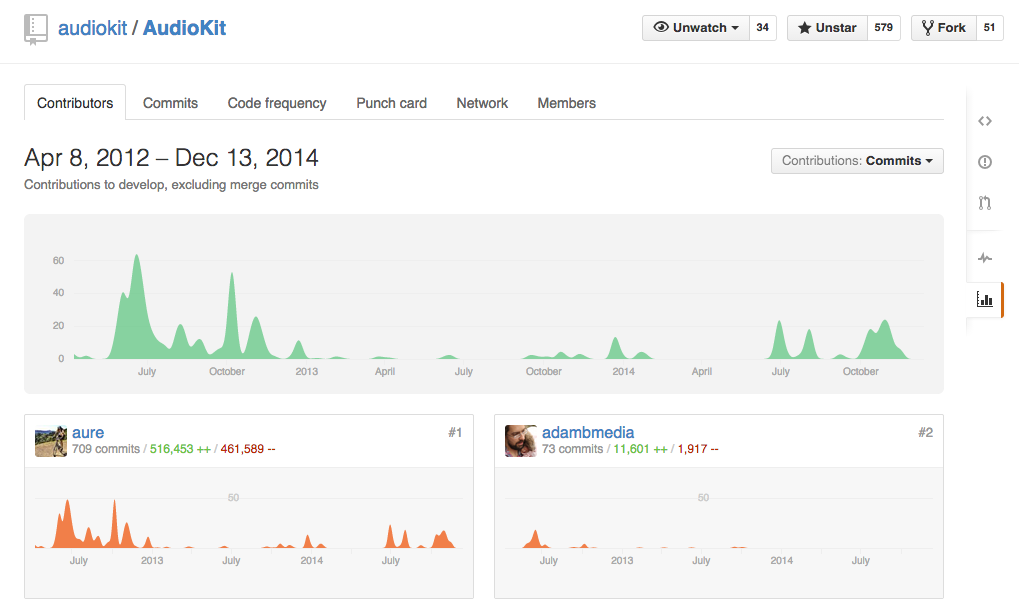 audiokit / AudioKit
Unwatch 34 Unstar 579 Fork 51
Contributors Commits Code frequency Punch card Network Members
Apr 8, 2012 – Dec 13, 2014
Contributions: Commits
Contributions to develop, excluding merge commits
60
40
20
0
July October 2013 April July October 2014 April July October
aure #1
709 commits / 516,453 ++ / 461,589 --
50
July 2013 July 2014 July
adambmedia #2
73 commits / 11,601 ++ / 1,917 --
50
July 2013 July 2014 July